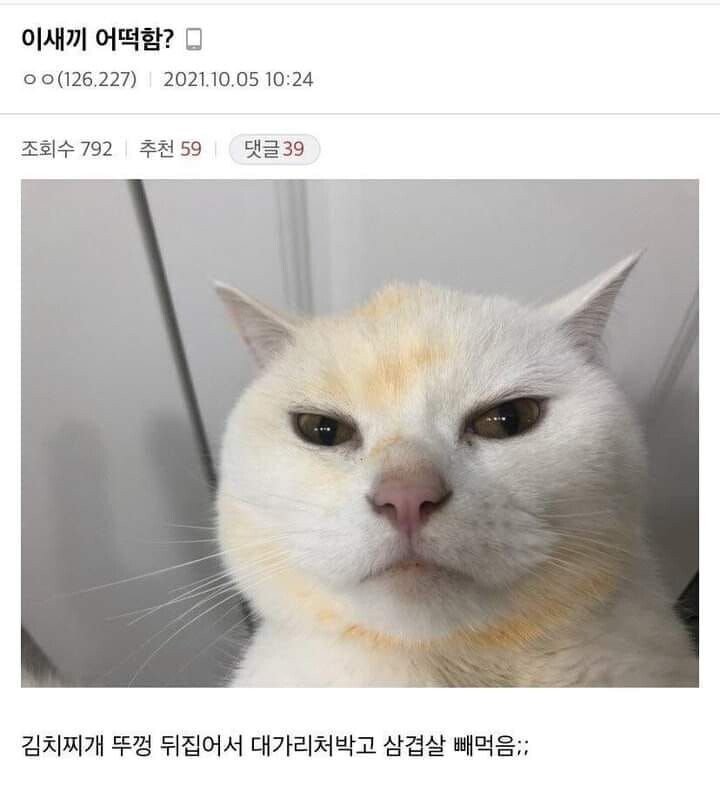 이새끼 어떡함?
ㅇㅇ(126.227) | 2021.10.05 10:24
조회수 792 | 추천 59 | 댓글 39
김치찌개 뚜껑 뒤집어서 대가리처박고 삼겹살 빼먹음;;